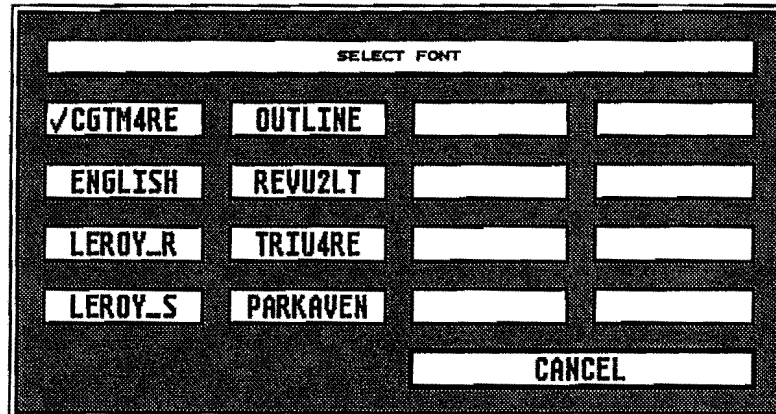 SELECT FONT
√CGTM4RE OUTLINE
ENGLISH REVU2LT
LEROY_R TRIU4RE
LEROY_S PARKAVEN
CANCEL